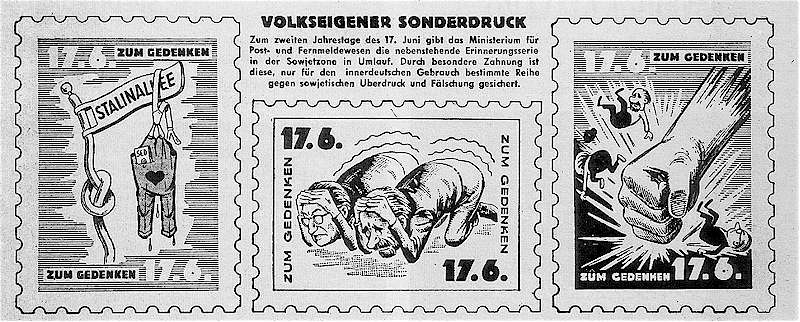 VOLKSEIGENER SONDERDRUCK
Zum zweiten Jahrestage des 17. Juni gibt das Ministerium für
Post- und Fernmeldewesen die nebenstehende Erinnerungsserie
in der Sowjetzone in Umlauf. Durch besondere Zahnung ist
diese, nur für den innerdeutschen Gebrauch bestimmte Reihe
gegen sowjetischen Überdruck und Fälschung gesichert.
17.6. ZUM GEDENKEN
STALINALLEE
SED
ZUM GEDENKEN 17.6.
17.6.
ZUM GEDENKEN
ZUM GEDENKEN
17.6.
17.6. ZUM GEDENKEN
ZUM GEDENKEN 17.6.